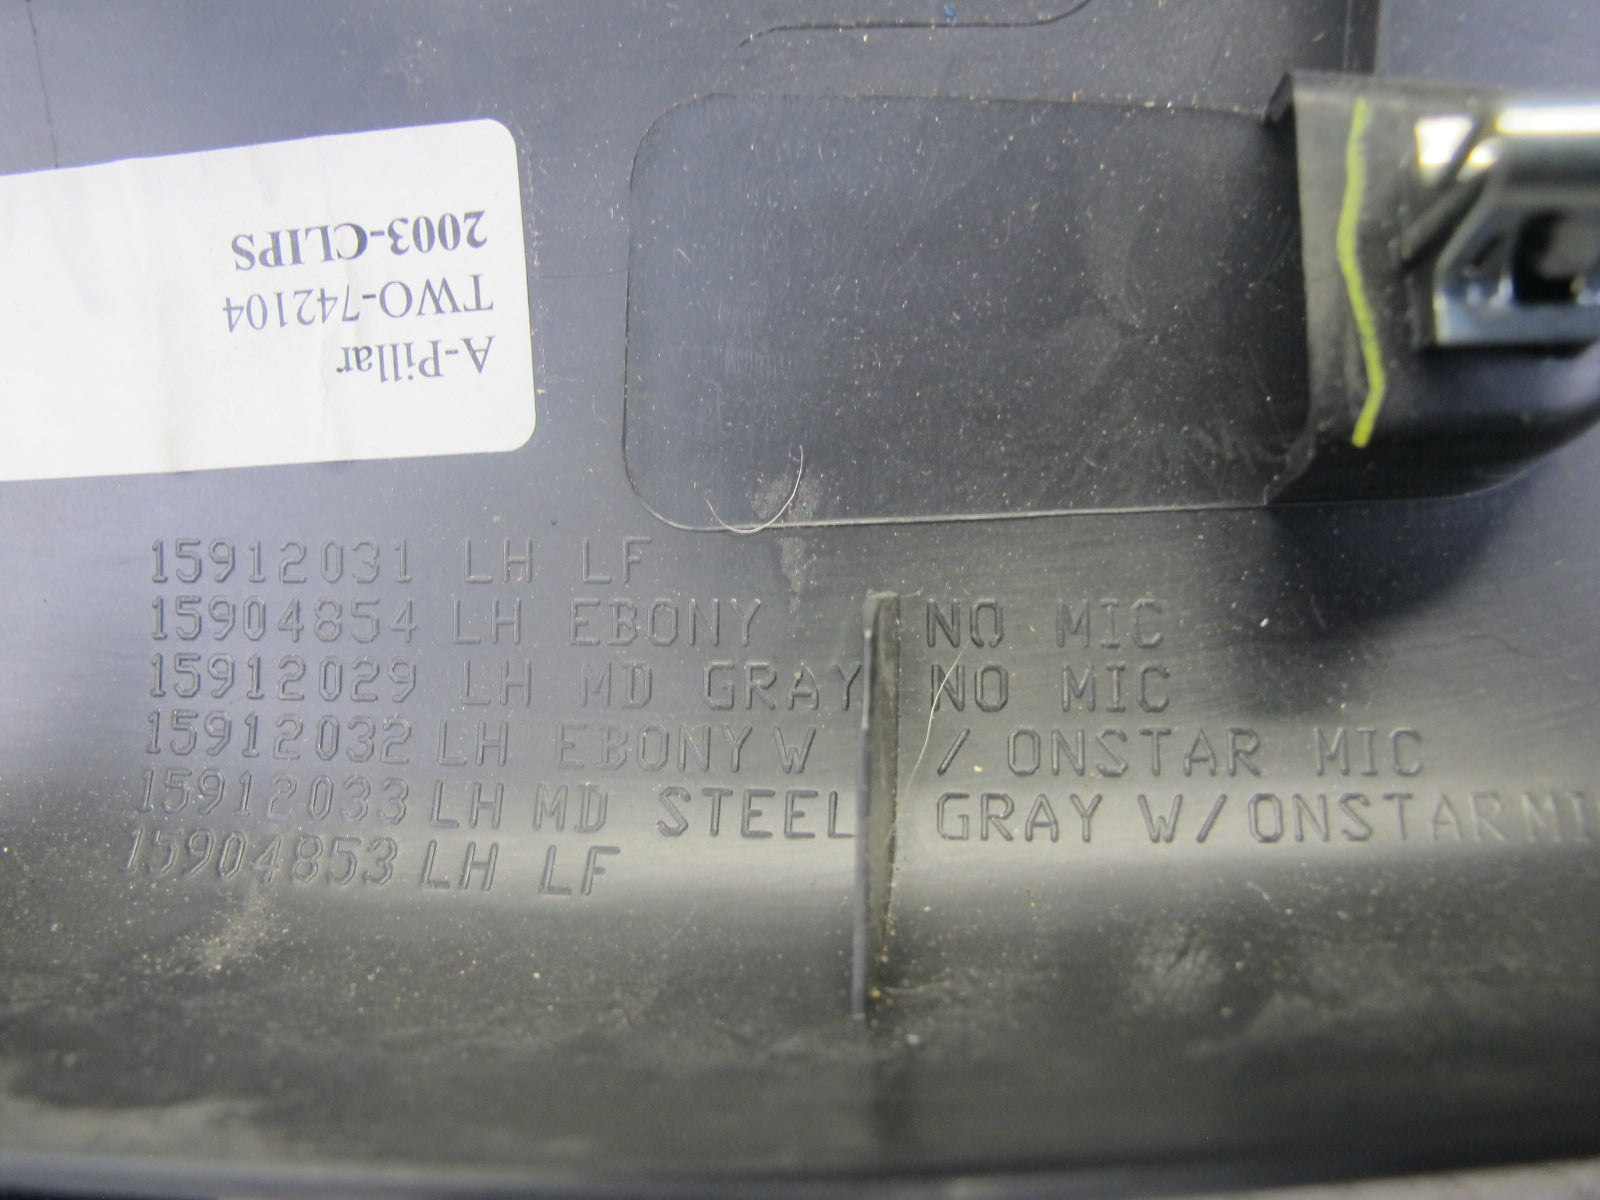 A-Pillar
TWO-742104
2003-CLIPS
15912031 LH LF
15904854 LH EBONY NO MIC
15912029 LH MD GRAY NO MIC
15912032 LH EBONY W / ONSTAR MIC
15912033 LH MD STEEL GRAY W/ONSTAR MI
15904853 LH LF